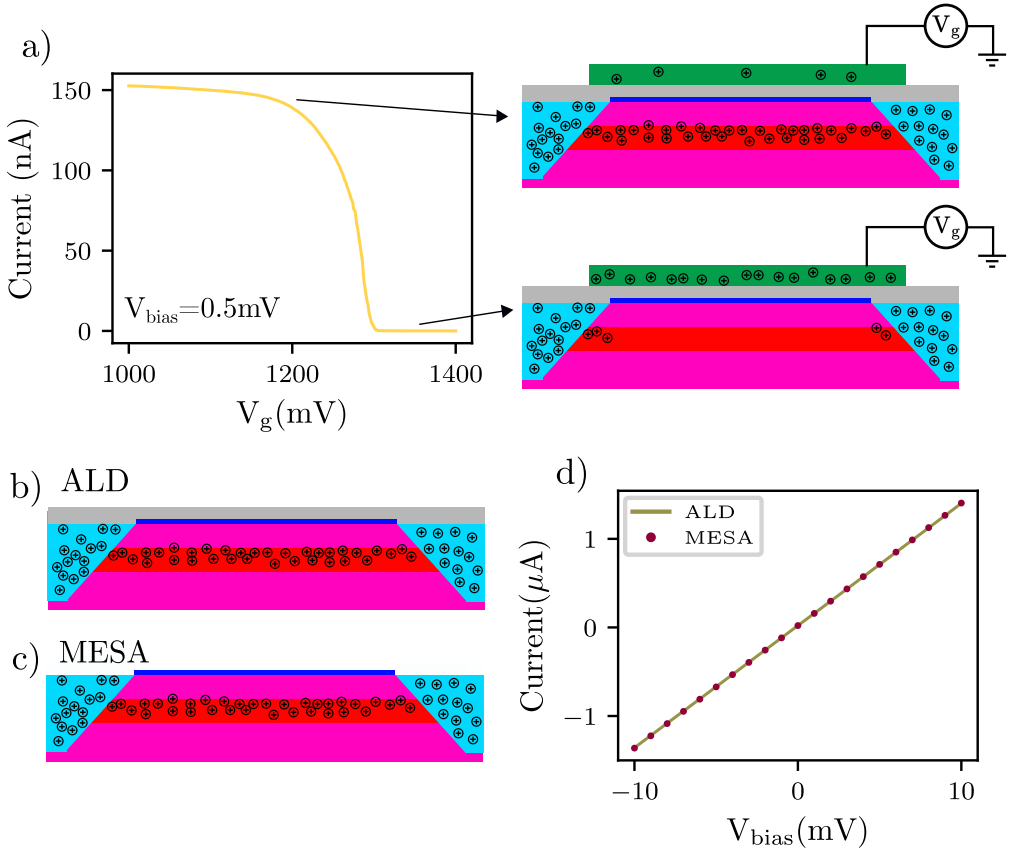 a)
Current (nA)
150
100
50
0
V_bias=0.5mV
1000
1200
1400
V_g(mV)
V_g
V_g
b) ALD
c) MESA
d)
ALD
MESA
Current(μA)
1
0
−1
−10
0
10
V_bias(mV)